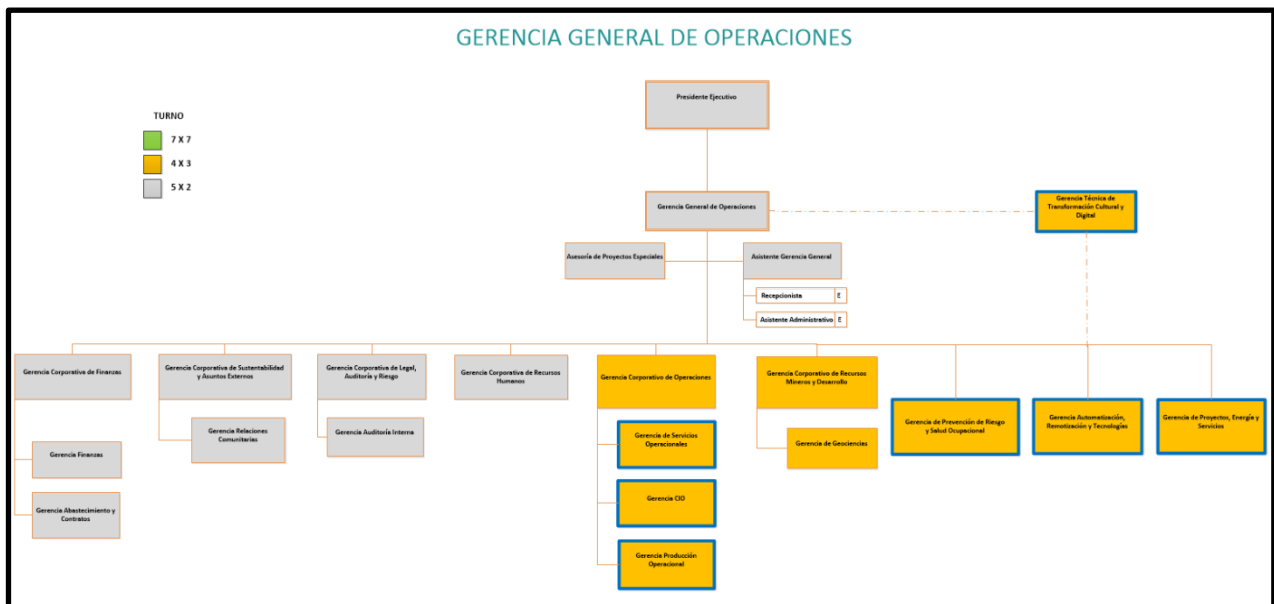 GERENCIA GENERAL DE OPERACIONES
Presidente Ejecutivo
TURNO
7 X 7
4 X 3
5 X 2
Gerencia General de Operaciones
Gerencia Técnica de
Transformación Cultural y
Digital
Asesoría de Proyectos Especiales
Asistente Gerencia General
Recepcionista E
Asistente Administrativo E
Gerencia Corporativa de Finanzas
Gerencia Corporativa de Sustentabilidad
y Asuntos Externos
Gerencia Corporativa de Legal,
Auditoría y Riesgo
Gerencia Corporativa de Recursos
Humanos
Gerencia Corporativo de Operaciones
Gerencia Corporativo de Recursos
Mineros y Desarrollo
Gerencia de Prevención de Riesgo
y Salud Ocupacional
Gerencia Automatización,
Remotización y Tecnologías
Gerencia de Proyectos, Energía y
Servicios
Gerencia Relaciones
Comunitarias
Gerencia Auditoría Interna
Gerencia de Servicios
Operacionales
Gerencia de Geociencias
Gerencia Finanzas
Gerencia Abastecimiento y
Contratos
Gerencia CIO
Gerencia Producción
Operacional